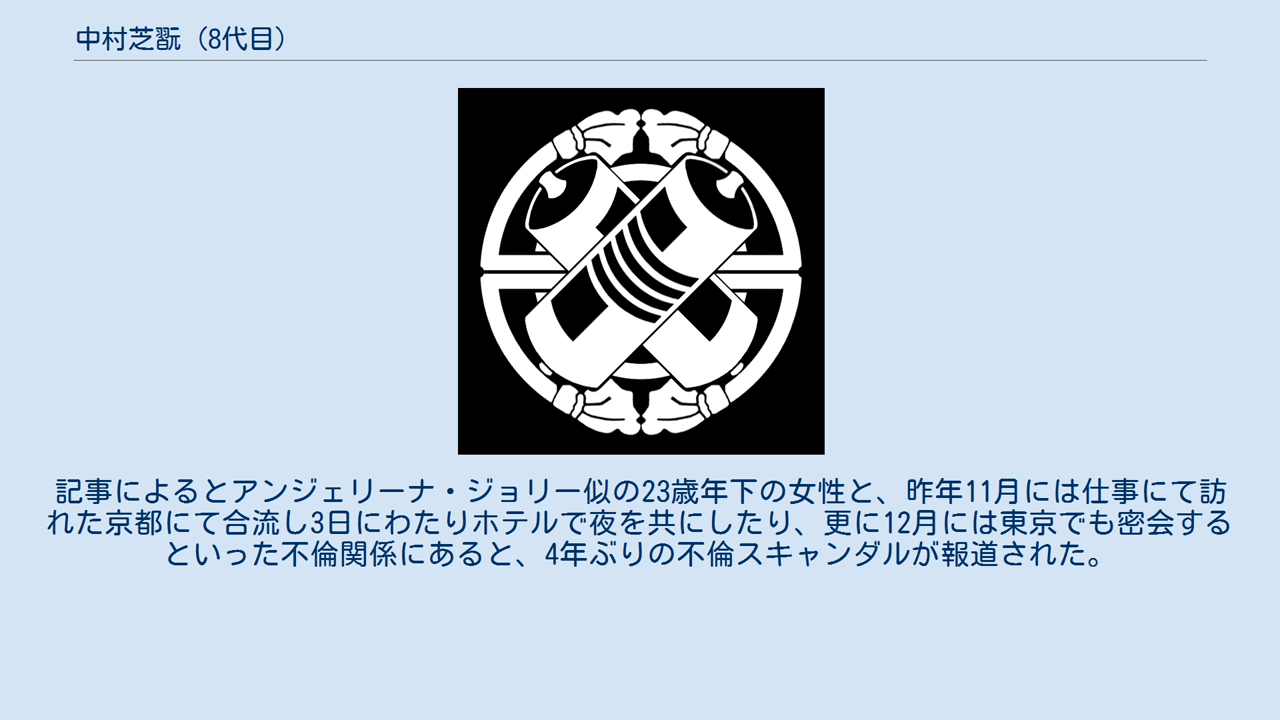 中村芝翫（8代目）
記事によるとアンジェリーナ・ジョリー似の23歳年下の女性と、昨年11月には仕事にて訪
れた京都にて合流し3日にわたりホテルで夜を共にしたり、更に12月には東京でも密会する
といった不倫関係にあると、4年ぶりの不倫スキャンダルが報道された。